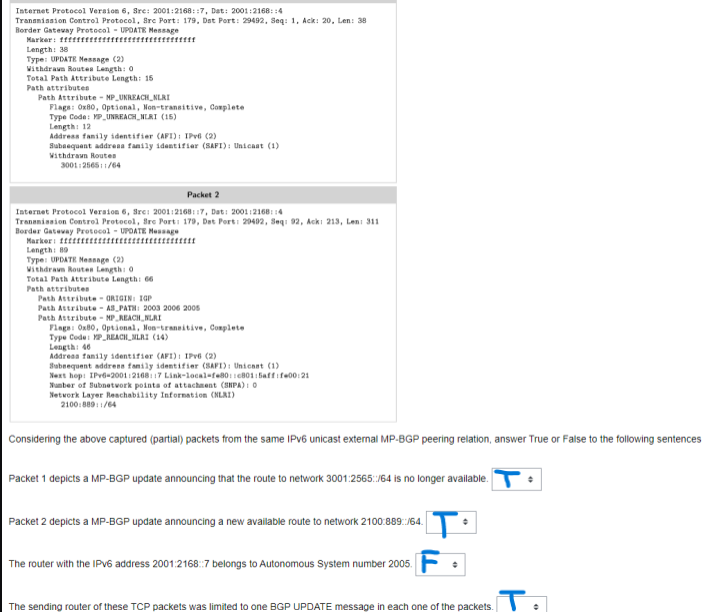 Internet Protocol Version 6, Src: 2001:2168::7, Dst: 2001:2168::4
Transmission Control Protocol, Src Port: 179, Dst Port: 29492, Seq: 1, Ack: 20, Len: 38
Border Gateway Protocol - UPDATE Message
Marker: ffffffffffffffffffffffffffffffff
Length: 38
Type: UPDATE Message (2)
Withdrawn Routes Length: 0
Total Path Attribute Length: 15
Path attributes
Path Attribute - MP_UNREACH_NLRI
Flags: 0x80, Optional, Non-transitive, Complete
Type Code: MP_UNREACH_NLRI (15)
Length: 12
Address family identifier (AFI): IPv6 (2)
Subsequent address family identifier (SAFI): Unicast (1)
Withdrawn Routes
3001:2565::/64
Packet 2
Internet Protocol Version 6, Src: 2001:2168::7, Dst: 2001:2168::4
Transmission Control Protocol, Src Port: 179, Dst Port: 29492, Seq: 92, Ack: 213, Len: 311
Border Gateway Protocol - UPDATE Message
Marker: ffffffffffffffffffffffffffffffff
Length: 89
Type: UPDATE Message (2)
Withdrawn Routes Length: 0
Total Path Attribute Length: 66
Path attributes
Path Attribute - ORIGIN: IGP
Path Attribute - AS_PATH: 2003 2006 2005
Path Attribute - MP_REACH_NLRI
Flags: 0x80, Optional, Non-transitive, Complete
Type Code: MP_REACH_NLRI (14)
Length: 46
Address family identifier (AFI): IPv6 (2)
Subsequent address family identifier (SAFI): Unicast (1)
Next hop: IPv6=2001:2168::7 Link-local=fe80::c801:5aff:fe00:21
Number of Subnetwork points of attachment (SNPA): 0
Network Layer Reachability Information (NLRI)
2100:889::/64
Considering the above captured (partial) packets from the same IPv6 unicast external MP-BGP peering relation, answer True or False to the following sentences
Packet 1 depicts a MP-BGP update announcing that the route to network 3001:2565::/64 is no longer available. T
Packet 2 depicts a MP-BGP update announcing a new available route to network 2100:889::/64. T
The router with the IPv6 address 2001:2168::7 belongs to Autonomous System number 2005. F
The sending router of these TCP packets was limited to one BGP UPDATE message in each one of the packets. T